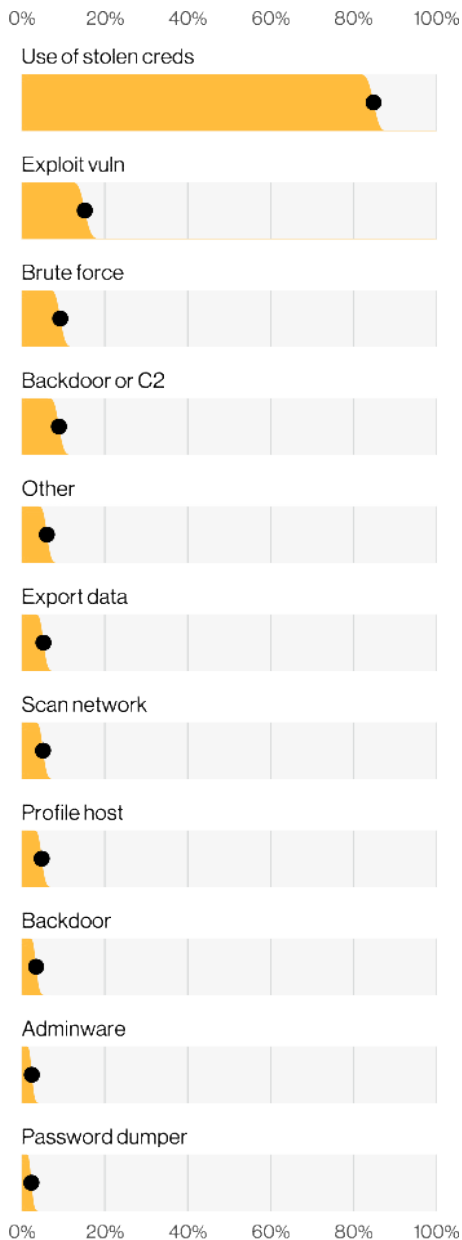 0% 20% 40% 60% 80% 100%
Use of stolen creds
Exploit vuln
Brute force
Backdoor or C2
Other
Export data
Scan network
Profile host
Backdoor
Adminware
Password dumper
0% 20% 40% 60% 80% 100%